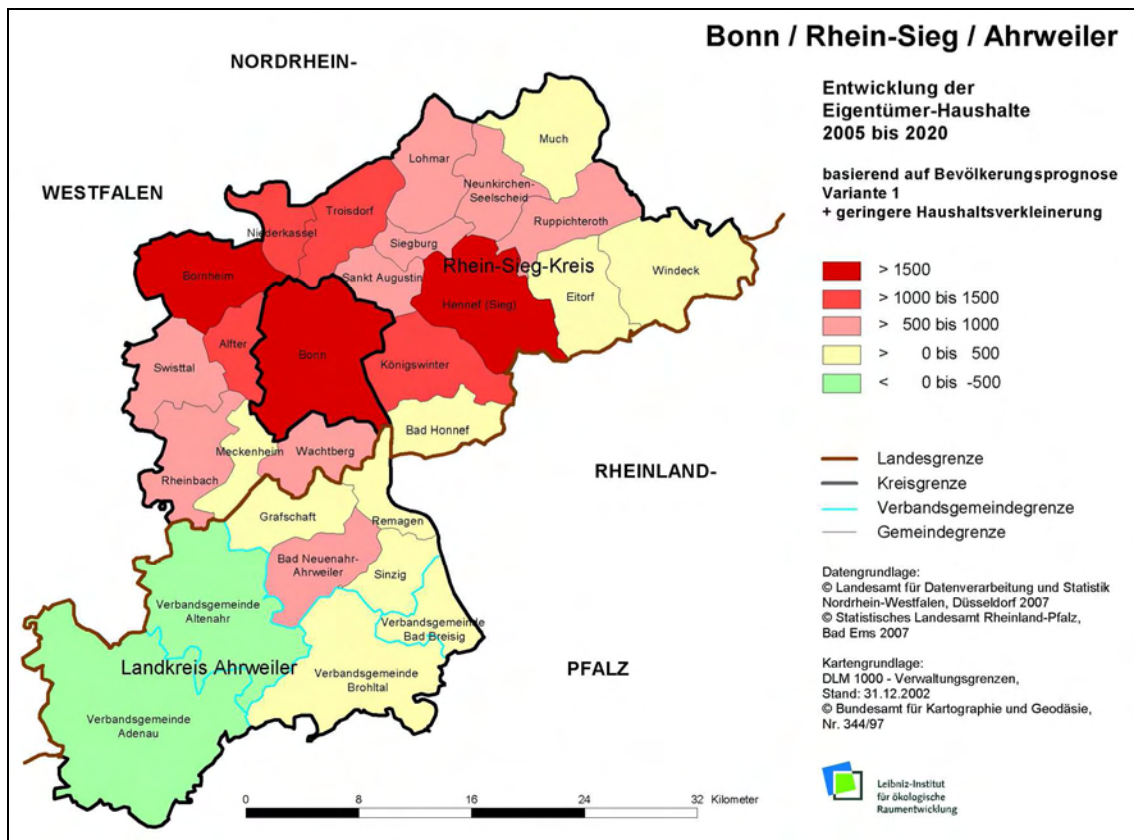 Bonn / Rhein-Sieg / Ahrweiler
NORDRHEIN-
WESTFALEN
RHEINLAND-
PFALZ
Much
Lohmar
Neunkirchen-
Seelscheid
Ruppichteroth
Troisdorf
Niederkassel
Siegburg
Sankt Augustin
Rhein-Sieg-Kreis
Windeck
Eitorf
Hennef (Sieg)
Bornheim
Alfter
Bonn
Königswinter
Swisttal
Bad Honnef
Meckenheim
Wachtberg
Rheinbach
Grafschaft
Remagen
Bad Neuenahr-
Ahrweiler
Sinzig
Verbandsgemeinde
Altenahr
Verbandsgemeinde
Bad Breisig
Landkreis Ahrweiler
Verbandsgemeinde
Brohltal
Verbandsgemeinde
Adenau
0 8 16 24 32 Kilometer
Entwicklung der
Eigentümer-Haushalte
2005 bis 2020
basierend auf Bevölkerungsprognose
Variante 1
+ geringere Haushaltsverkleinerung
> 1500
> 1000 bis 1500
> 500 bis 1000
> 0 bis 500
< 0 bis -500
Landesgrenze
Kreisgrenze
Verbandsgemeindegrenze
Gemeindegrenze
Datengrundlage:
© Landesamt für Datenverarbeitung und Statistik
Nordrhein-Westfalen, Düsseldorf 2007
© Statistisches Landesamt Rheinland-Pfalz,
Bad Ems 2007
Kartengrundlage:
DLM 1000 - Verwaltungsgrenzen,
Stand: 31.12.2002
© Bundesamt für Kartographie und Geodäsie,
Nr. 344/97
Leibniz-Institut
für ökologische
Raumentwicklung